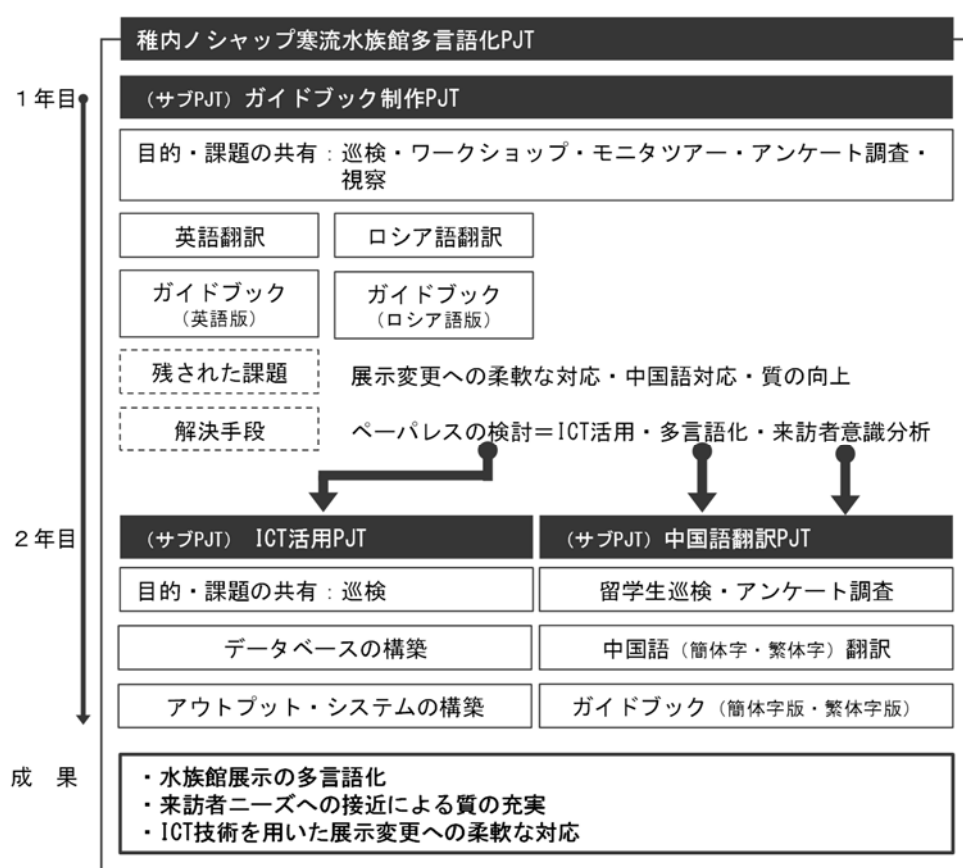 稚内ノシャップ寒流水族館多言語化PJT
1年目
(サブPJT) ガイドブック制作PJT
目的・課題の共有:巡検・ワークショップ・モニタツアー・アンケート調査・
視察
英語翻訳
ロシア語翻訳
ガイドブック
(英語版)
ガイドブック
(ロシア語版)
残された課題
展示変更への柔軟な対応・中国語対応・質の向上
解決手段
ペーパレスの検討=ICT活用・多言語化・来訪者意識分析
2年目
(サブPJT) ICT活用PJT
(サブPJT) 中国語翻訳PJT
目的・課題の共有:巡検
留学生巡検・アンケート調査
データベースの構築
中国語(簡体字・繁体字)翻訳
アウトプット・システムの構築
ガイドブック(簡体字版・繁体字版)
成 果
・水族館展示の多言語化
・来訪者ニーズへの接近による質の充実
・ICT技術を用いた展示変更への柔軟な対応